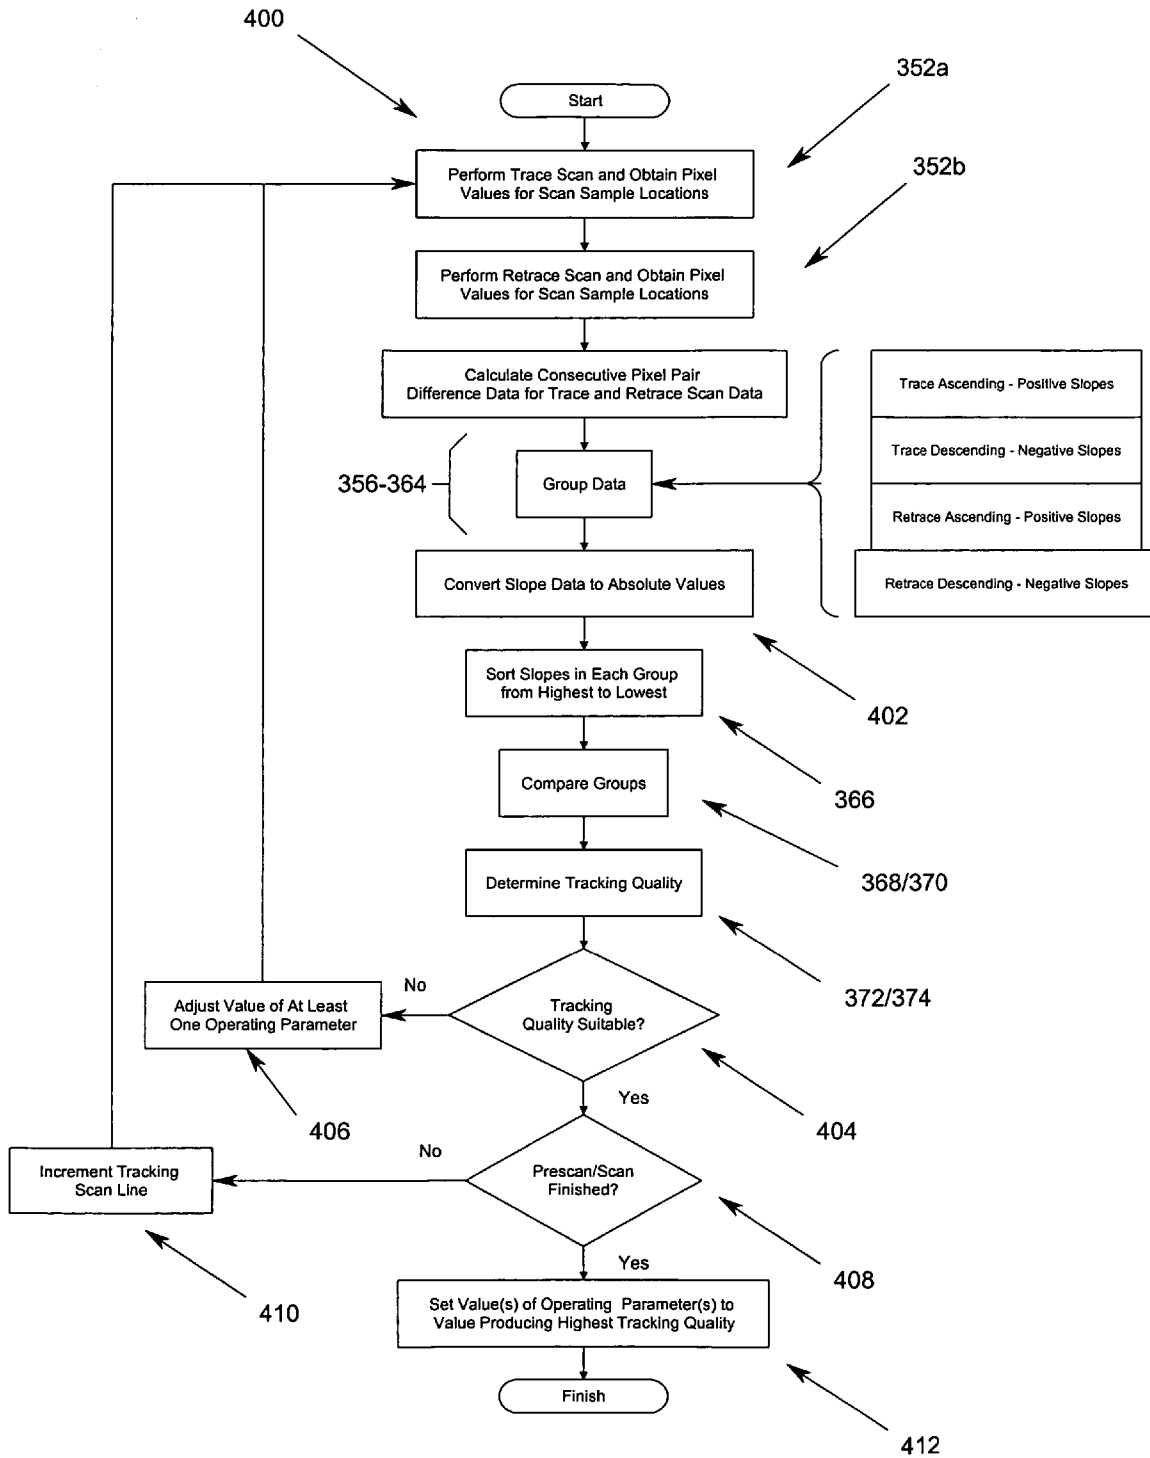 400
352a
Start
352b
Perform Trace Scan and Obtain Pixel
Values for Scan Sample Locations
Perform Retrace Scan and Obtain Pixel
Values for Scan Sample Locations
Calculate Consecutive Pixel Pair
Difference Data for Trace and Retrace Scan Data
Trace Ascending - Positive Slopes
Trace Descending - Negative Slopes
356-364
Group Data
Retrace Ascending - Positive Slopes
Convert Slope Data to Absolute Values
Retrace Descending - Negative Slopes
Sort Slopes in Each Group
from Highest to Lowest
402
Compare Groups
366
Determine Tracking Quality
368/370
No
372/374
Adjust Value of At Least
One Operating Parameter
Tracking
Quality Suitable?
Yes
406
404
No
Increment Tracking
Scan Line
Prescan/Scan
Finished?
Yes
408
410
Set Value(s) of Operating Parameter(s) to
Value Producing Highest Tracking Quality
Finish
412